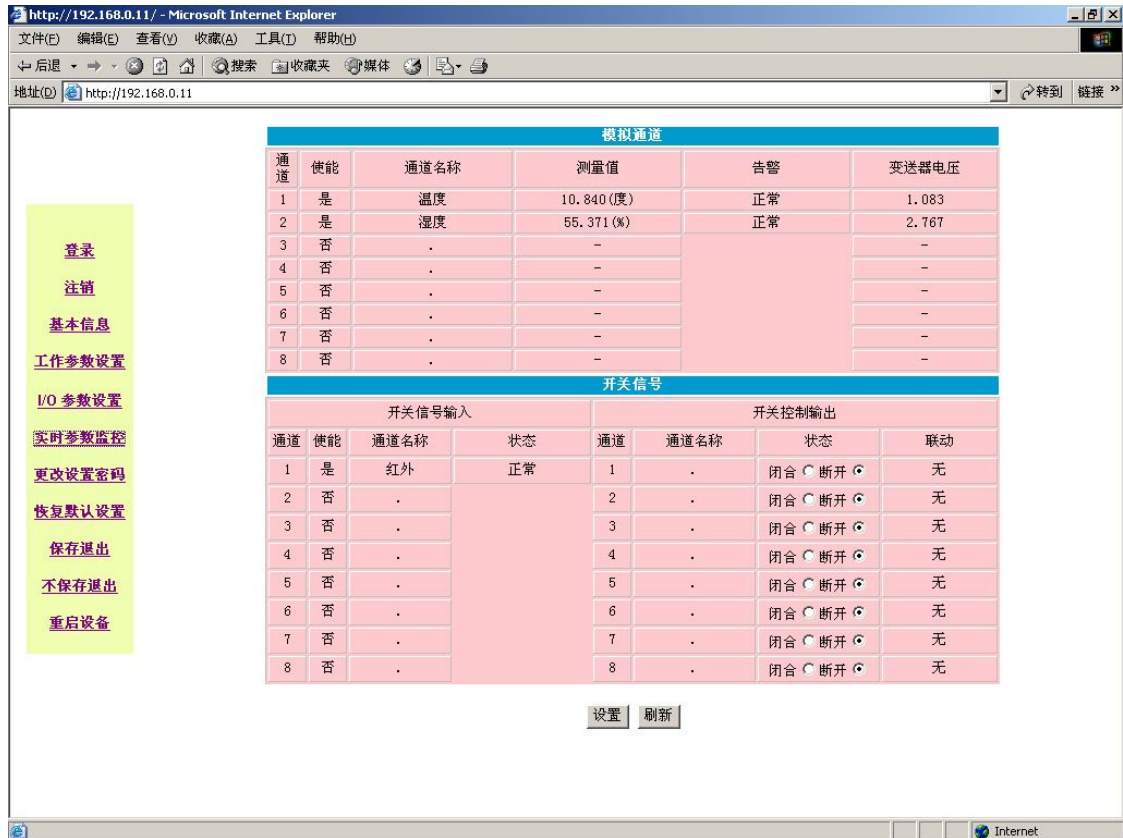 http://192.168.0.11/ - Microsoft Internet Explorer
文件(F) 编辑(E) 查看(V) 收藏(A) 工具(T) 帮助(H)
后退 搜索 收藏夹 媒体
地址(D) http://192.168.0.11 转到 链接 »
模拟通道
通道 使能 通道名称 测量值 告警 变送器电压
1 是 温度 10.840(度) 正常 1.083
2 是 湿度 55.371(%) 正常 2.767
3 否 . - -
4 否 . - -
5 否 . - -
6 否 . - -
7 否 . - -
8 否 . - -
开关信号
开关信号输入 开关控制输出
通道 使能 通道名称 状态 通道 通道名称 状态 联动
1 是 红外 正常 1 . 闭合 断开 无
2 否 . 2 . 闭合 断开 无
3 否 . 3 . 闭合 断开 无
4 否 . 4 . 闭合 断开 无
5 否 . 5 . 闭合 断开 无
6 否 . 6 . 闭合 断开 无
7 否 . 7 . 闭合 断开 无
8 否 . 8 . 闭合 断开 无
设置 刷新
登录
注销
基本信息
工作参数设置
I/O 参数设置
实时参数监控
更改设置密码
恢复默认设置
保存退出
不保存退出
重启设备
Internet